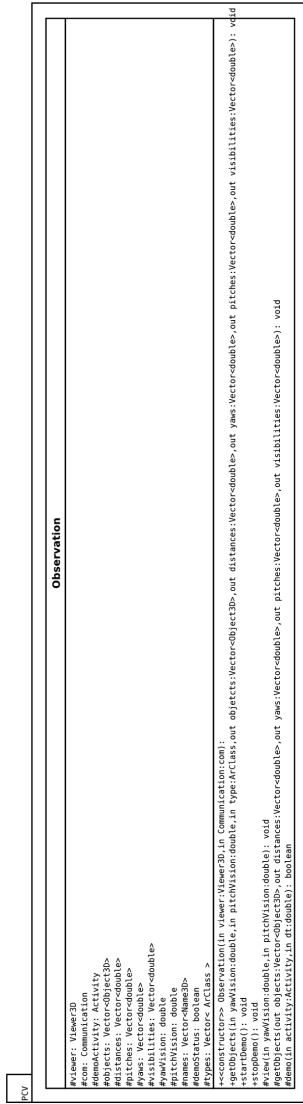 PCV
Observation
#viewer: Viewer3D
#com: Communication
#demoActivity: Activity
#objects: Vector<Object3D>
#distances: Vector<double>
#pitches: Vector<double>
#yaws: Vector<double>
#visibilities: Vector<double>
#yawVision: double
#pitchVision: double
#names: Vector<Name3D>
#demoStatus: boolean
#types: Vector< ArClass >
+<<constructor>> Observation(in viewer:Viewer3D,in Communication:com):
+getObjects(in yawVision:double,in pitchVision:double,in type:ArClass,out objetcts:Vector<Object3D>,out distances:Vector<double>,out yaws:Vector<double>,out pitches:Vector<double>,out visibilities:Vector<double>): void
+startDemo(): void
+stopDemo(): void
#view(in yawVision:double,in pitchVision:double): void
#getObjects(out objects:Vector<Object3D>,out distances:Vector<double>,out yaws:Vector<double>,out pitches:Vector<double>,out visibilities:Vector<double>): void
#demo(in activity:Activity,in dt:double): boolean